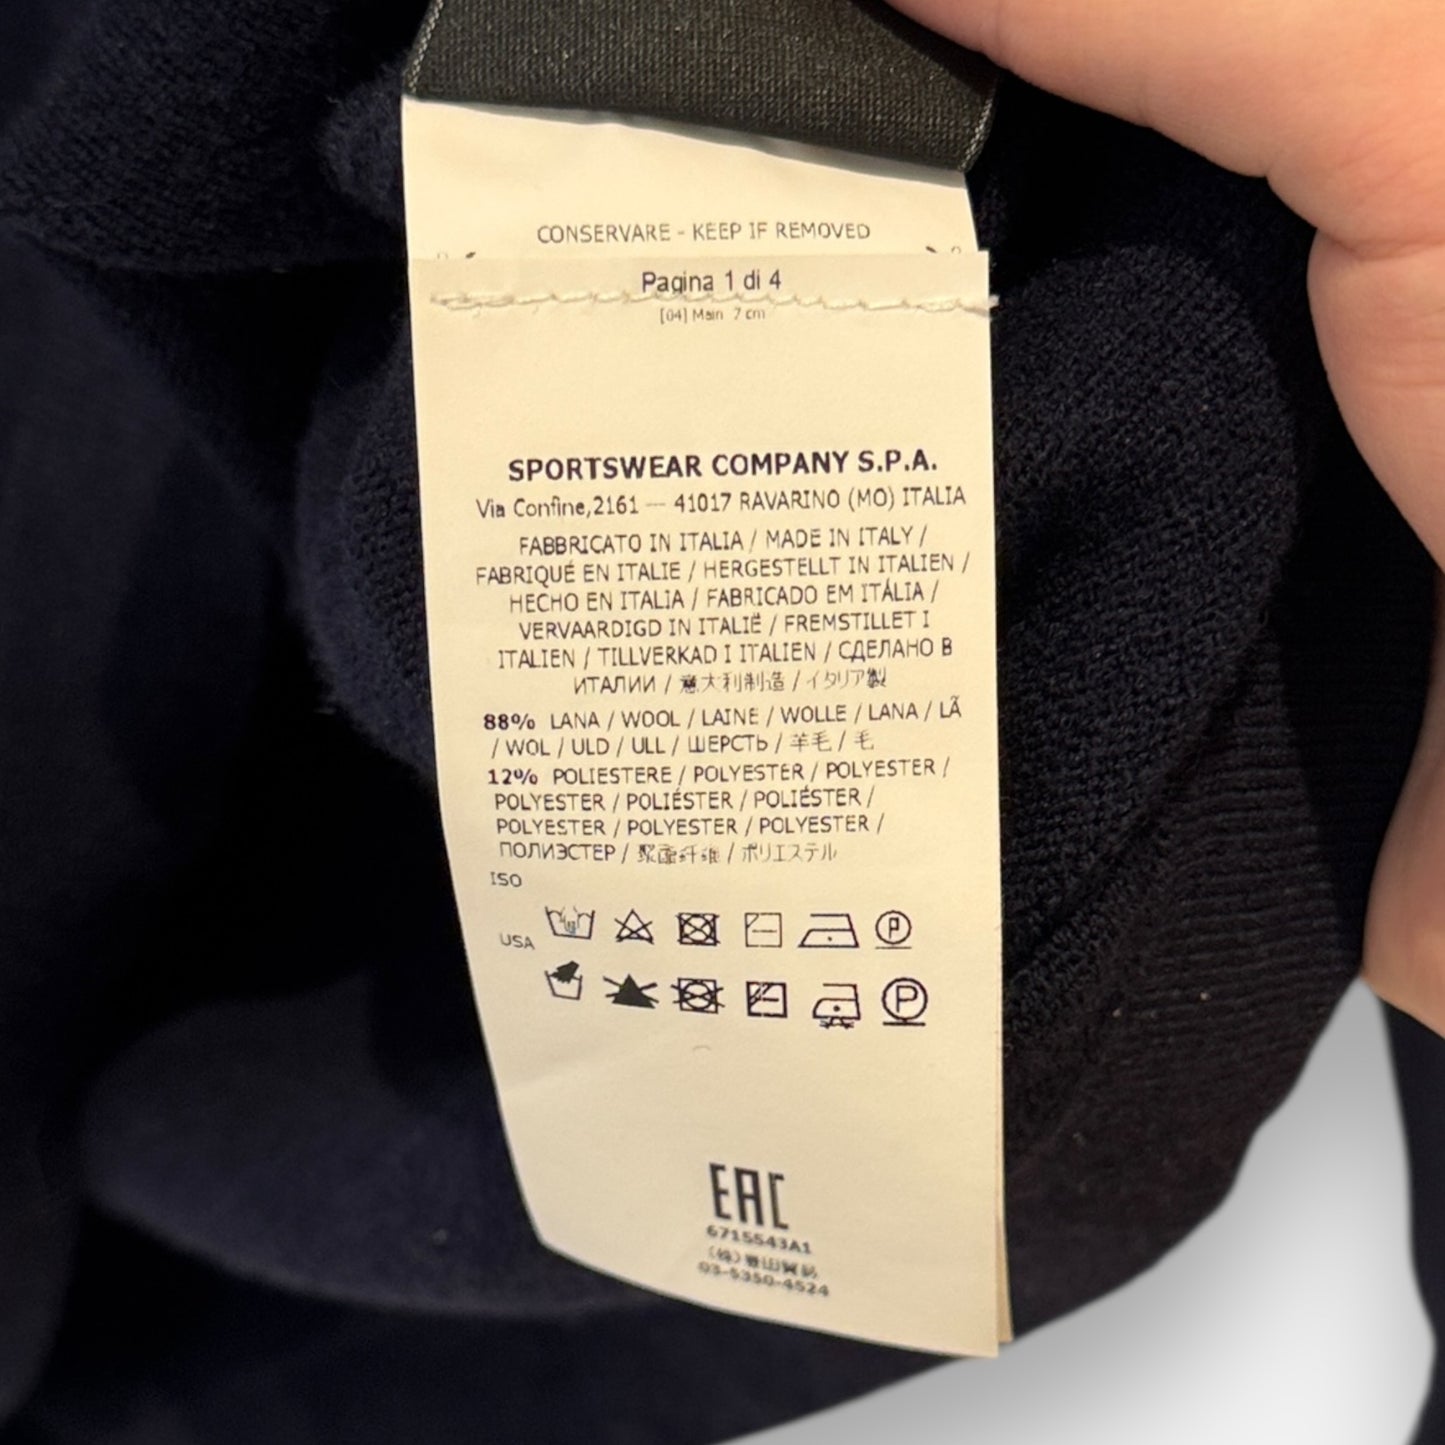 CONSERVARE - KEEP IF REMOVED
Pagina 1 di 4
[04] Main 7 cm
SPORTSWEAR COMPANY S.P.A.
Via Confine,2161 — 41017 RAVARINO (MO) ITALIA
FABBRICATO IN ITALIA / MADE IN ITALY /
FABRIQUÉ EN ITALIE / HERGESTELLT IN ITALIEN /
HECHO EN ITALIA / FABRICADO EM ITÁLIA /
VERVAARDIGD IN ITALIË / FREMSTILLET I
ITALIEN / TILLVERKAD I ITALIEN / СДЕЛАНО В
ИТАЛИИ / 意大利制造 / イタリア製
88% LANA / WOOL / LAINE / WOLLE / LANA / LÃ
/ WOL / ULD / ULL / ШЕРСТЬ / 羊毛 / 毛
12% POLIESTERE / POLYESTER / POLYESTER /
POLYESTER / POLIÉSTER / POLIÉSTER /
POLYESTER / POLYESTER / POLYESTER /
ПОЛИЭСТЕР / 聚酯纤维 / ポリエステル
ISO
P
USA
P
EAC
6715543A1
(株)豊田貿易
03-5350-4524